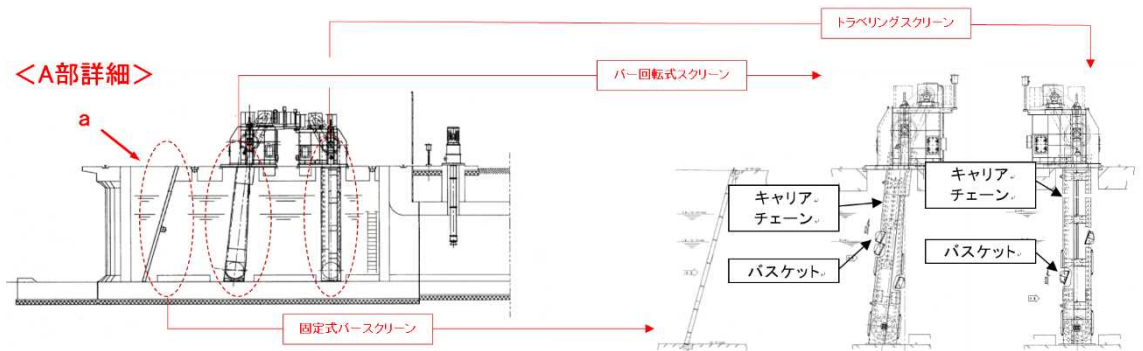 トラベリングスクリーン
＜A部詳細＞
バー回転式スクリーン
a
キャリア
チェーン
キャリア
チェーン
バスケット
バスケット
固定式バースクリーン